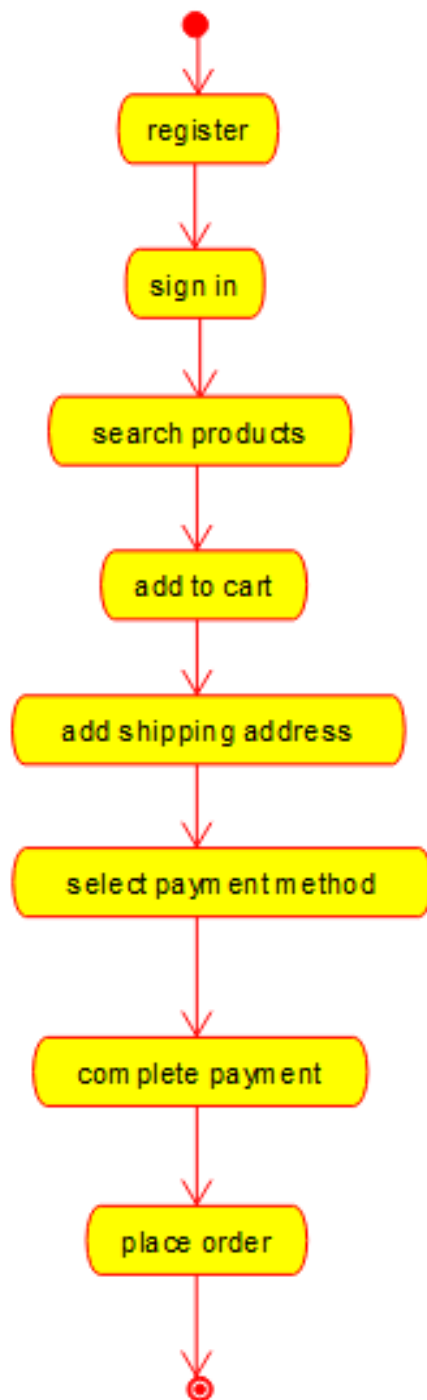 register
sign in
search products
add to cart
add shipping address
select payment method
complete payment
place order